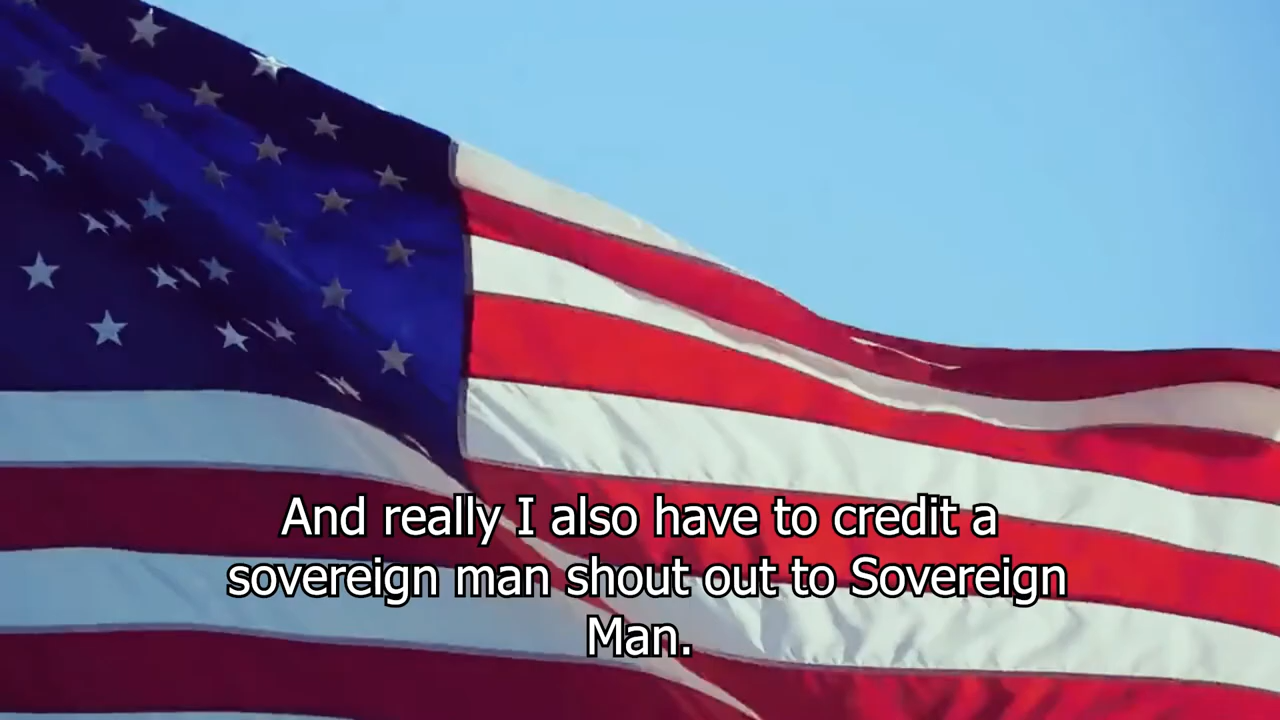 And really I also have to credit a
sovereign man shout out to Sovereign
Man.